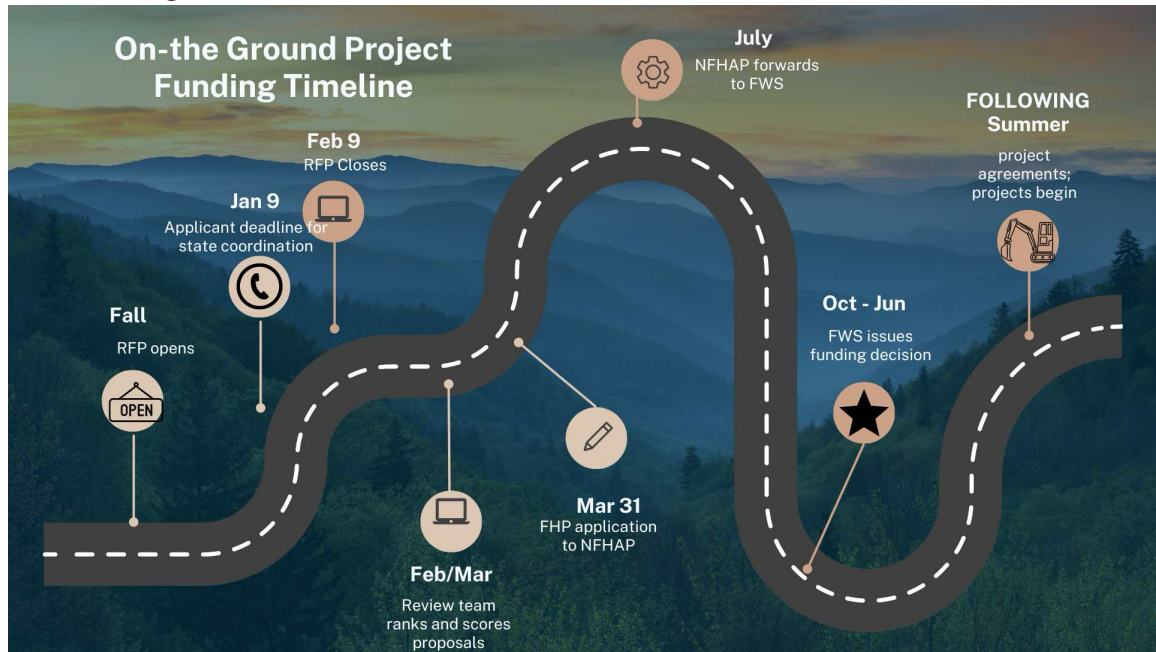 On-the Ground Project
Funding Timeline
Fall
RFP opens
OPEN
Jan 9
Applicant deadline for
state coordination
Feb 9
RFP Closes
Feb/Mar
Review team
ranks and scores
proposals
Mar 31
FHP application
to NFHAP
July
NFHAP forwards
to FWS
Oct - Jun
FWS issues
funding decision
FOLLOWING
Summer
project
agreements;
projects begin